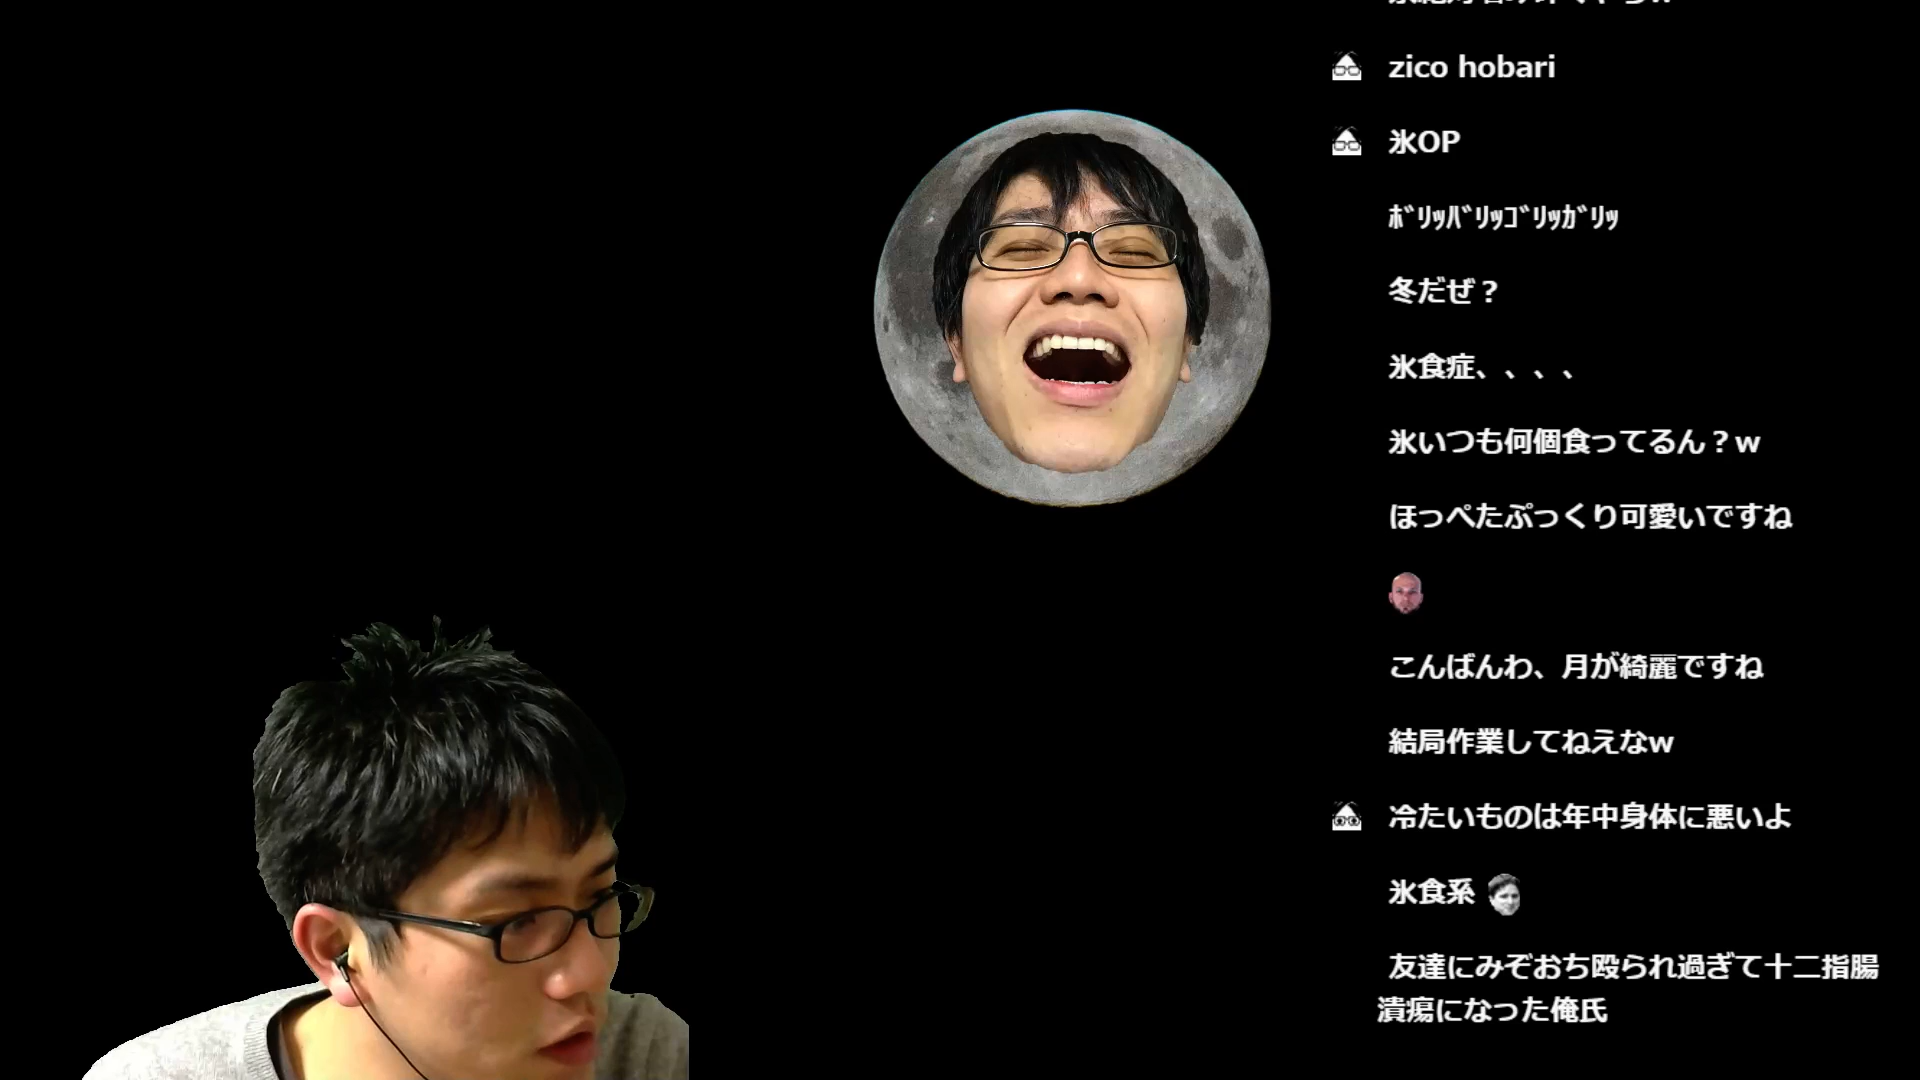 zico hobari
氷OP
ﾎﾞﾘｯﾊﾞﾘｯｺﾞﾘｯｶﾞﾘｯ
冬だぜ？
氷食症、、、、
氷いつも何個食ってるん？w
ほっぺたぷっくり可愛いですね
こんばんわ、月が綺麗ですね
結局作業してねえなw
冷たいものは年中身体に悪いよ
氷食系
友達にみぞおち殴られ過ぎて十二指腸
潰瘍になった俺氏